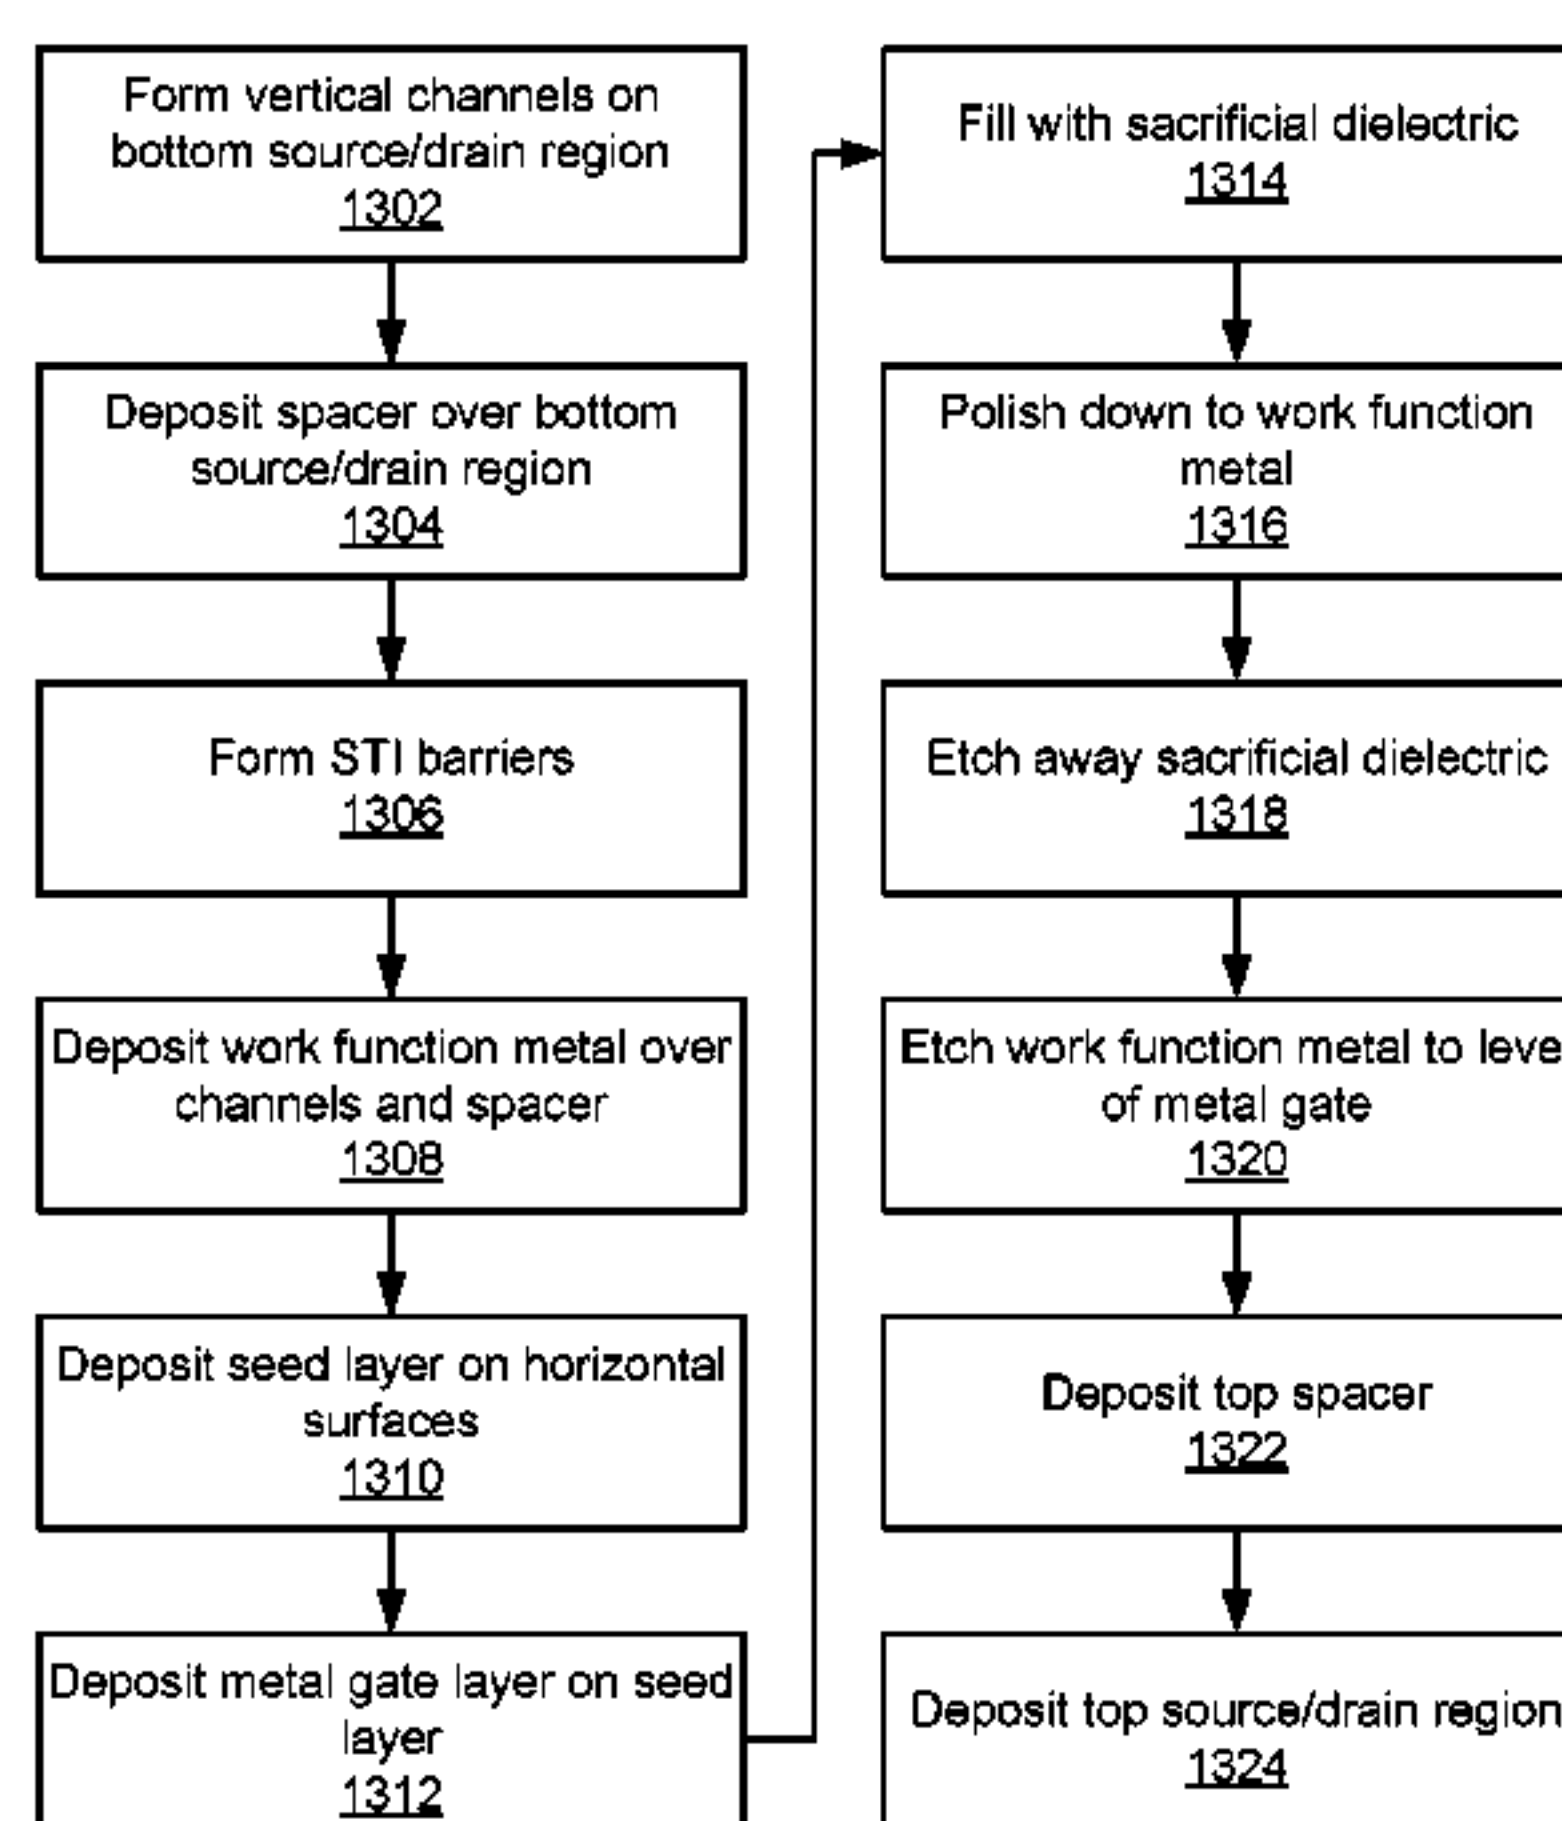 Form vertical channels on
bottom source/drain region
1302
Deposit spacer over bottom
source/drain region
1304
Form STI barriers
1306
Deposit work function metal over
channels and spacer
1308
Deposit seed layer on horizontal
surfaces
1310
Deposit metal gate layer on seed
layer
1312
Fill with sacrificial dielectric
1314
Polish down to work function
metal
1316
Etch away sacrificial dielectric
1318
Etch work function metal to leve
of metal gate
1320
Deposit top spacer
1322
Deposit top source/drain region
1324